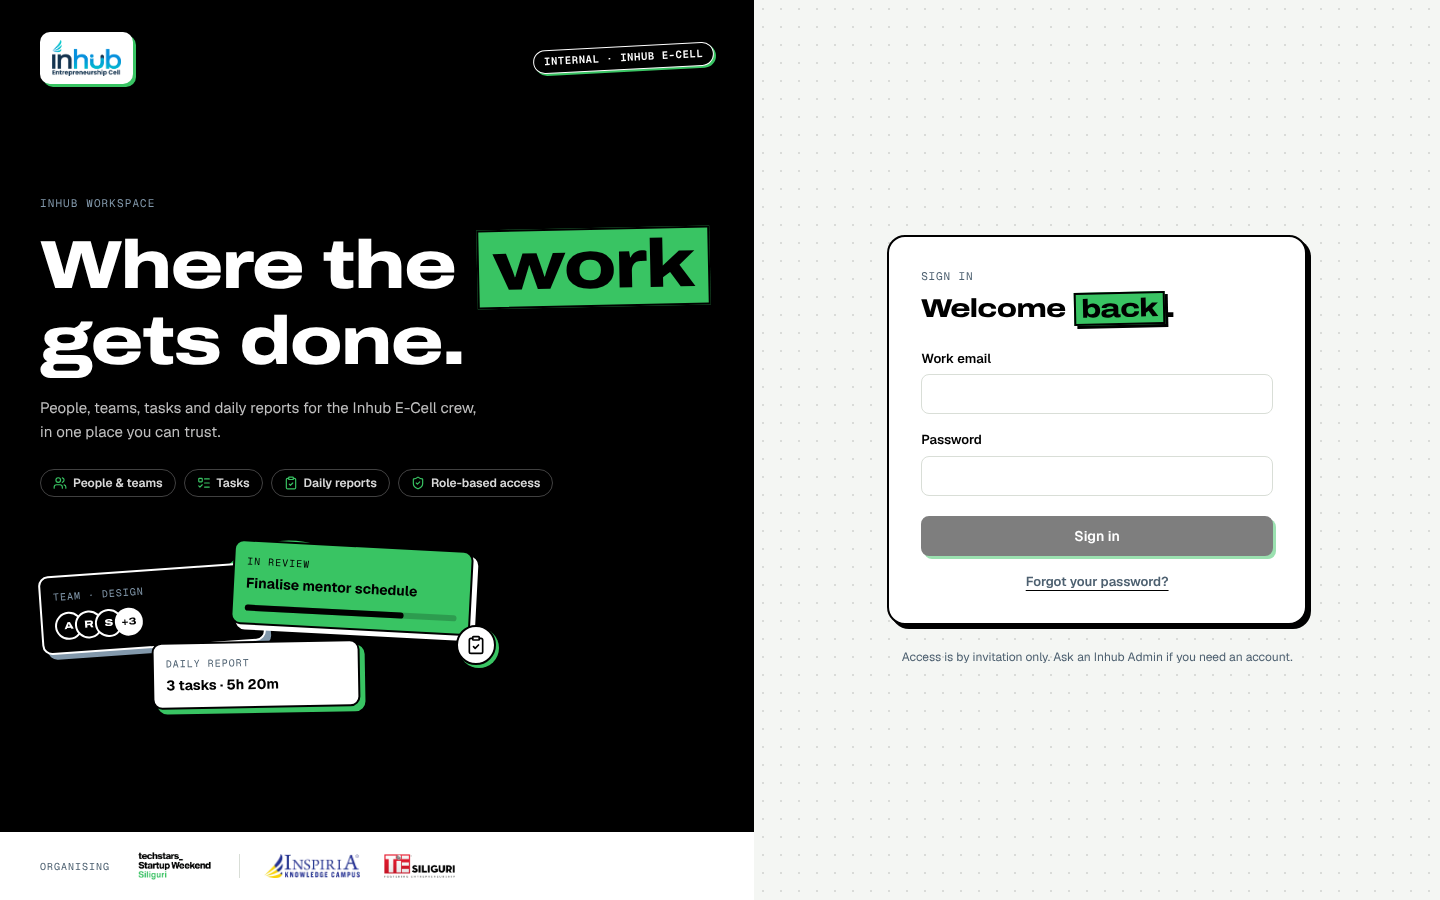 inhub
Entrepreneurship Cell
INTERNAL · INHUB E-CELL
INHUB WORKSPACE
Where the work
gets done.
People, teams, tasks and daily reports for the Inhub E-Cell crew,
in one place you can trust.
People & teams
Tasks
Daily reports
Role-based access
TEAM · DESIGN
A R S +3
IN REVIEW
Finalise mentor schedule
DAILY REPORT
3 tasks · 5h 20m
ORGANISING
techstars_
Startup Weekend
Siliguri
INSPIRIA
KNOWLEDGE CAMPUS
TiE SILIGURI
SIGN IN
Welcome back.
Work email
Password
Sign in
Forgot your password?
Access is by invitation only. Ask an Inhub Admin if you need an account.